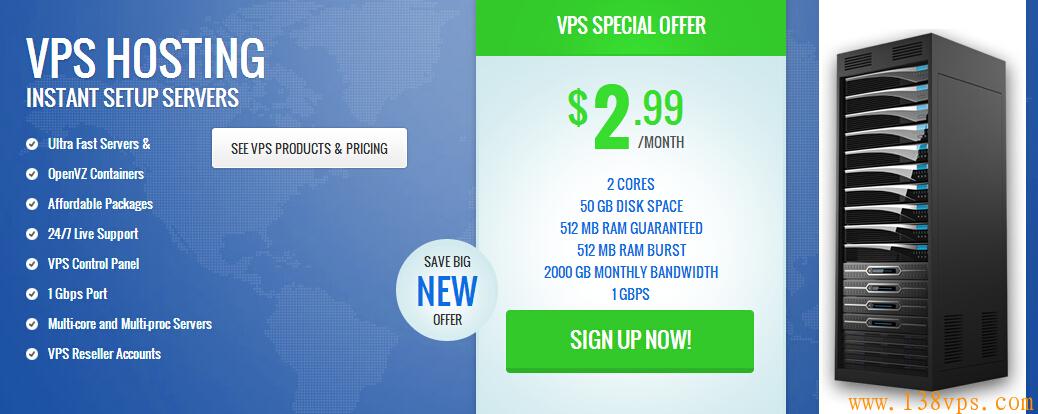 VPS HOSTING
INSTANT SETUP SERVERS
Ultra Fast Servers &
OpenVZ Containers
Affordable Packages
24/7 Live Support
VPS Control Panel
1 Gbps Port
Multi-core and Multi-proc Servers
VPS Reseller Accounts
SEE VPS PRODUCTS & PRICING
SAVE BIG
NEW
OFFER
VPS SPECIAL OFFER
$2.99
/MONTH
2 CORES
50 GB DISK SPACE
512 MB RAM GUARANTEED
512 MB RAM BURST
2000 GB MONTHLY BANDWIDTH
1 GBPS
SIGN UP NOW!
www.138vps.com